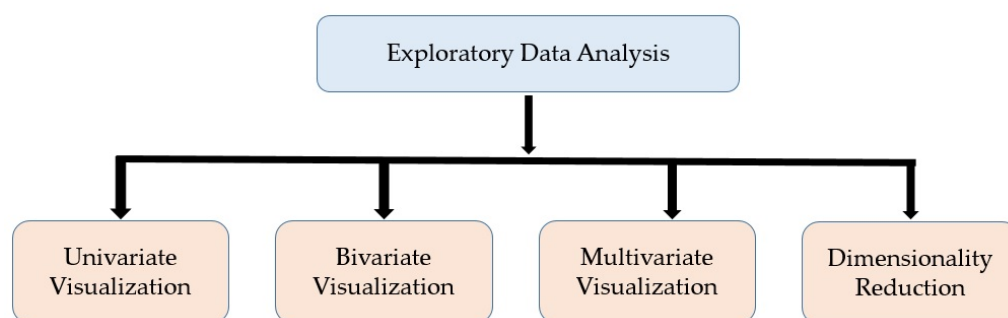 Exploratory Data Analysis
Univariate
Visualization
Bivariate
Visualization
Multivariate
Visualization
Dimensionality
Reduction